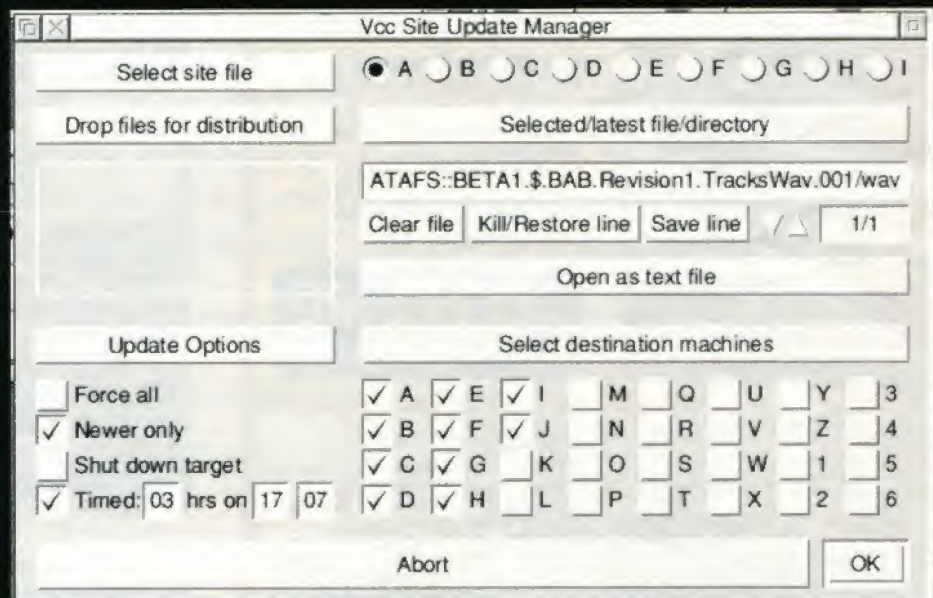 Vcc Site Update Manager
Select site file
A B C D E F G H I
Drop files for distribution
Selected/latest file/directory
ATAFS::BETA1.$.BAB.Revision1.TracksWav.001/wav
Clear file Kill/Restore line Save line 1/1
Open as text file
Update Options
Select destination machines
Force all
Newer only
Shut down target
Timed: 03 hrs on 17 07
A E I M Q U Y 3
B F J N R V Z 4
C G K O S W 1 5
D H L P T X 2 6
Abort
OK